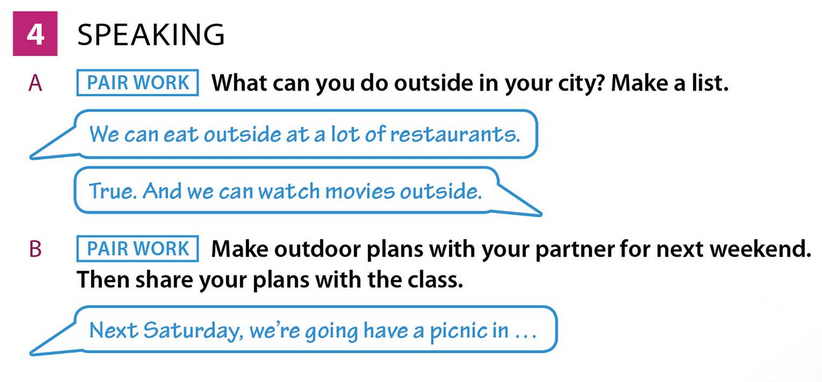 4 SPEAKING
A PAIR WORK What can you do outside in your city? Make a list.
We can eat outside at a lot of restaurants.
True. And we can watch movies outside.
B PAIR WORK Make outdoor plans with your partner for next weekend.
Then share your plans with the class.
Next Saturday, we're going have a picnic in ...